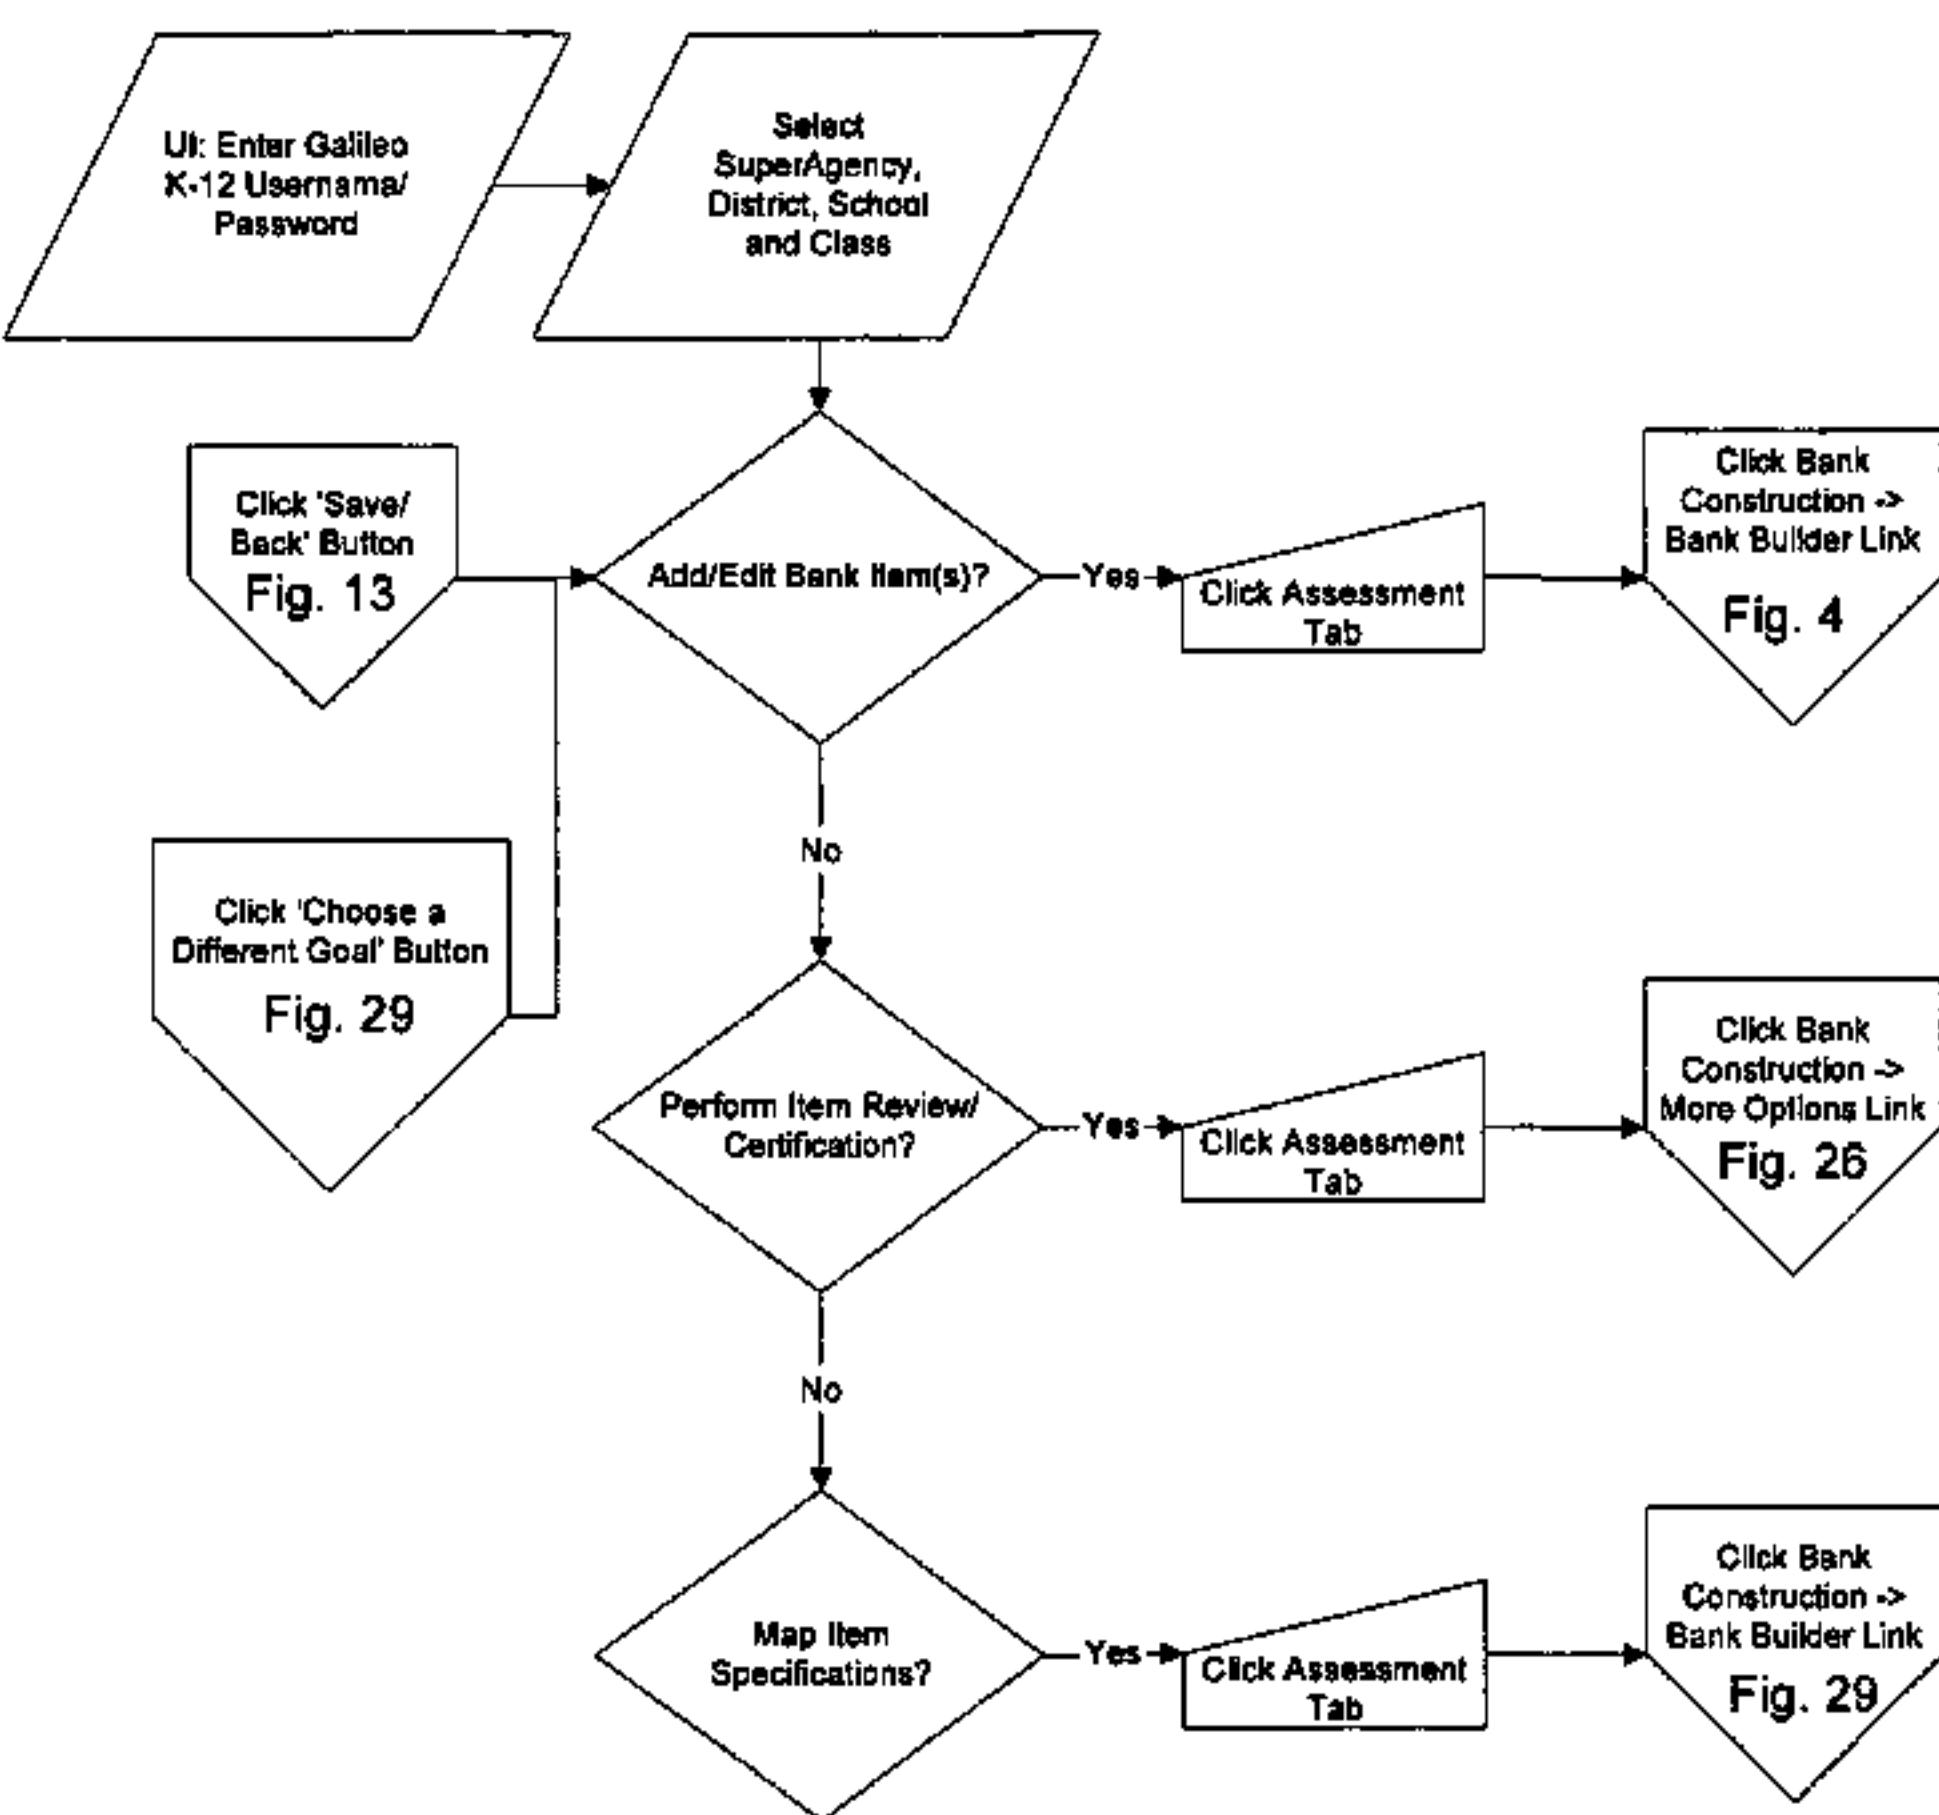 UI: Enter Galileo
K-12 Username/
Password
Select
SuperAgency,
District, School
and Class
Click 'Save/
Back' Button
Fig. 13
Add/Edit Bank Item(s)?
Yes
Click Assessment
Tab
Click Bank
Construction ->
Bank Builder Link
Fig. 4
No
Click 'Choose a
Different Goal' Button
Fig. 29
Perform Item Review/
Certification?
Yes
Click Assessment
Tab
Click Bank
Construction ->
More Options Link
Fig. 26
No
Map Item
Specifications?
Yes
Click Assessment
Tab
Click Bank
Construction ->
Bank Builder Link
Fig. 29